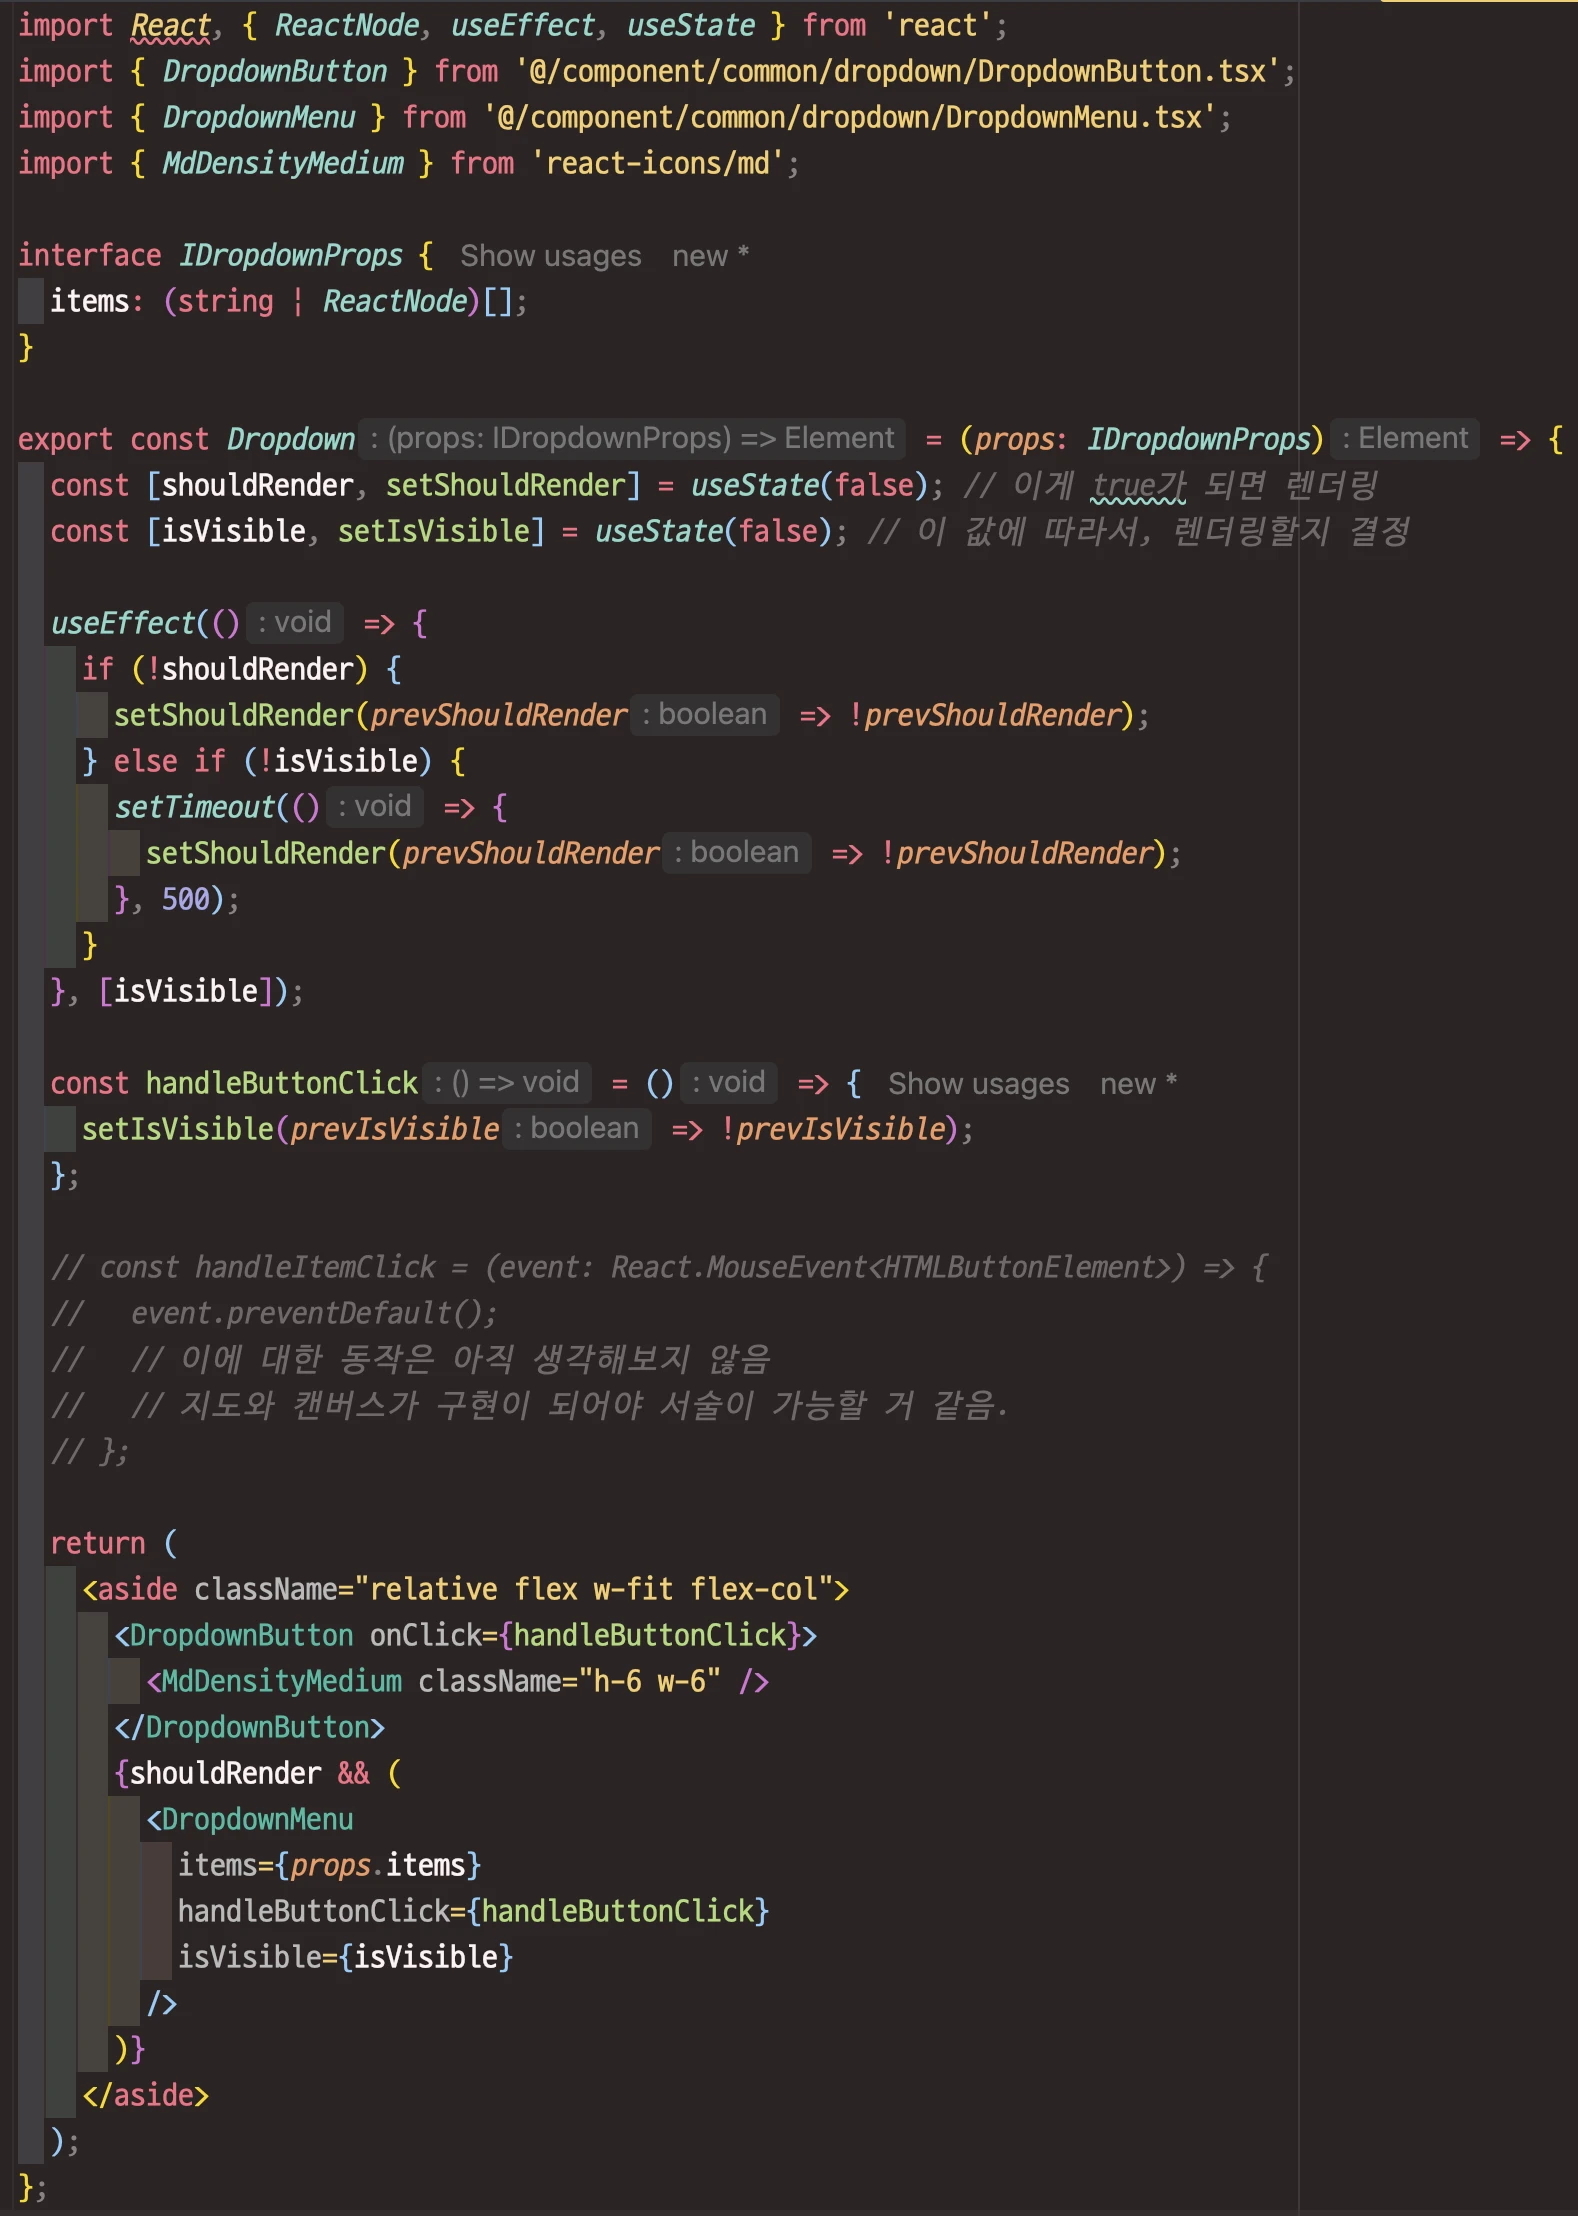 import React, { ReactNode, useEffect, useState } from 'react';
import { DropdownButton } from '@/component/common/dropdown/DropdownButton.tsx';
import { DropdownMenu } from '@/component/common/dropdown/DropdownMenu.tsx';
import { MdDensityMedium } from 'react-icons/md';
interface IDropdownProps { Show usages new *
items: (string | ReactNode)[];
}
export const Dropdown : (props: IDropdownProps) => Element = (props: IDropdownProps) : Element => {
const [shouldRender, setShouldRender] = useState(false); // 이게 true가 되면 렌더링
const [isVisible, setIsVisible] = useState(false); // 이 값에 따라서, 렌더링할지 결정
useEffect(() : void => {
if (!shouldRender) {
setShouldRender(prevShouldRender : boolean => !prevShouldRender);
} else if (!isVisible) {
setTimeout(() : void => {
setShouldRender(prevShouldRender : boolean => !prevShouldRender);
}, 500);
}
}, [isVisible]);
const handleButtonClick : () => void = () : void => { Show usages new *
setIsVisible(prevIsVisible : boolean => !prevIsVisible);
};
// const handleItemClick = (event: React.MouseEvent<HTMLButtonElement>) => {
// event.preventDefault();
// // 이에 대한 동작은 아직 생각해보지 않음
// // 지도와 캔버스가 구현이 되어야 서술이 가능할 거 같음.
// };
return (
<aside className="relative flex w-fit flex-col">
<DropdownButton onClick={handleButtonClick}>
<MdDensityMedium className="h-6 w-6" />
</DropdownButton>
{shouldRender && (
<DropdownMenu
items={props.items}
handleButtonClick={handleButtonClick}
isVisible={isVisible}
/>
)}
</aside>
);
};